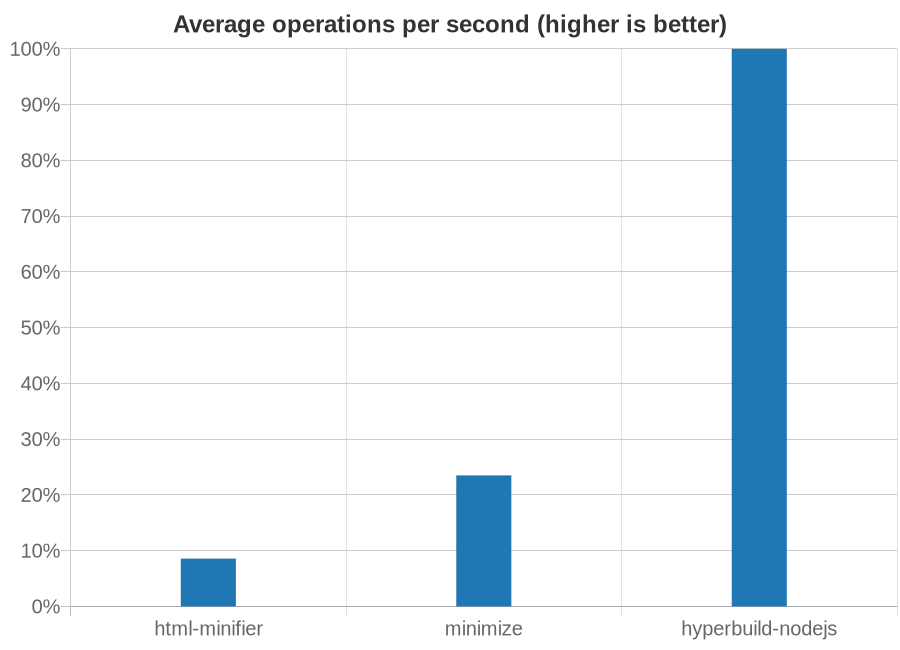 Average operations per second (higher is better)
100%
90%
80%
70%
60%
50%
40%
30%
20%
10%
0%
html-minifier
minimize
hyperbuild-nodejs